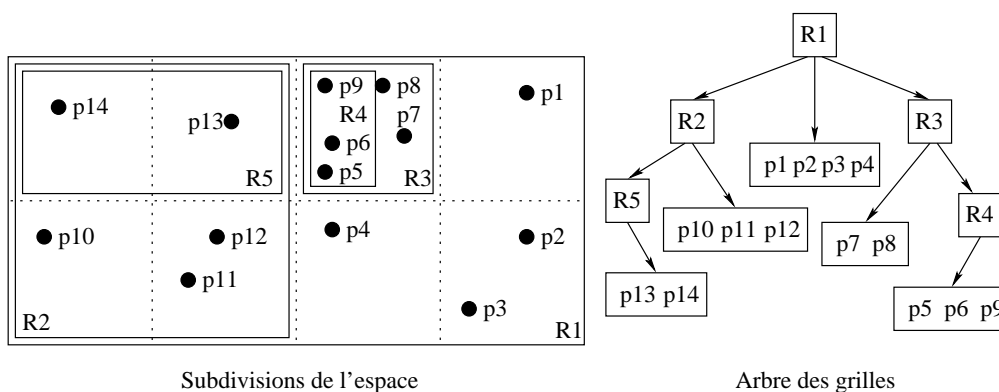 p14
p13
R5
p9
p8
R4
p7
p6
p5
R3
p1
p10
p12
p11
R2
p4
p2
p3
R1
Subdivisions de l'espace
R1
R2
R3
p1 p2 p3 p4
R5
R4
p10 p11 p12
p7 p8
p13 p14
p5 p6 p9
Arbre des grilles